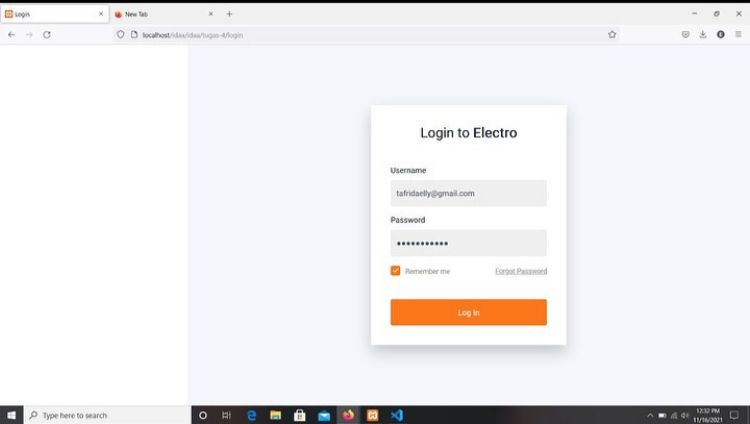 Login
New Tab
localhost/idaa/idaa/tugas-4/login
Login to Electro
Username
tafridaelly@gmail.com
Password
Remember me
Forgot Password
Log In
Type here to search
12:32 PM
11/16/2021